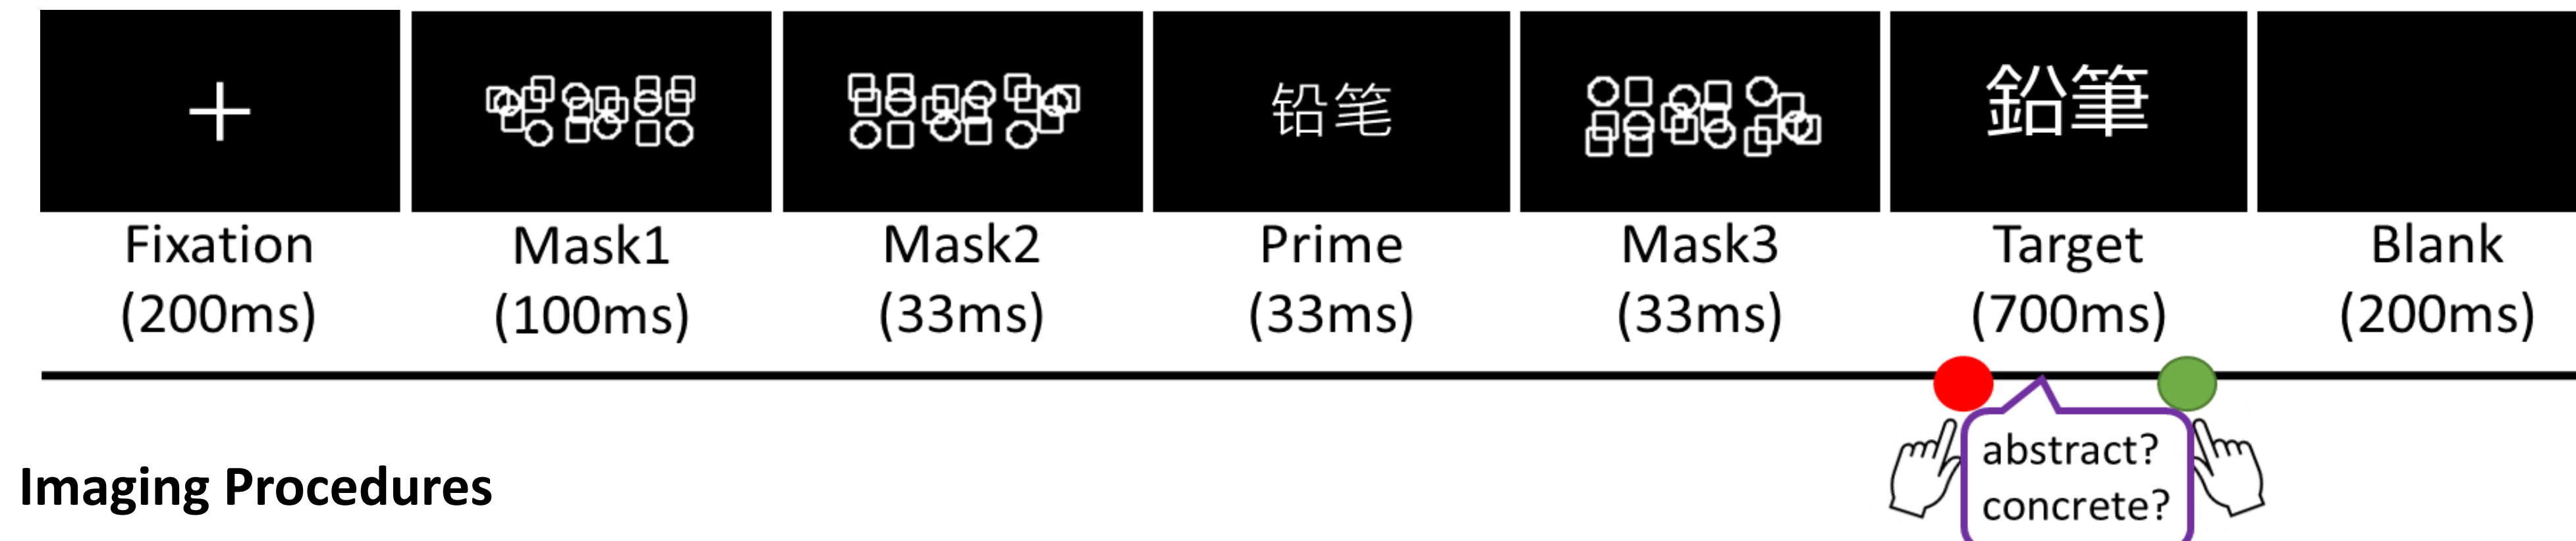 铅笔
鉛筆
Fixation Mask1 Mask2 Prime Mask3 Target Blank
(200ms) (100ms) (33ms) (33ms) (33ms) (700ms) (200ms)
abstract?
concrete?
Imaging Procedures